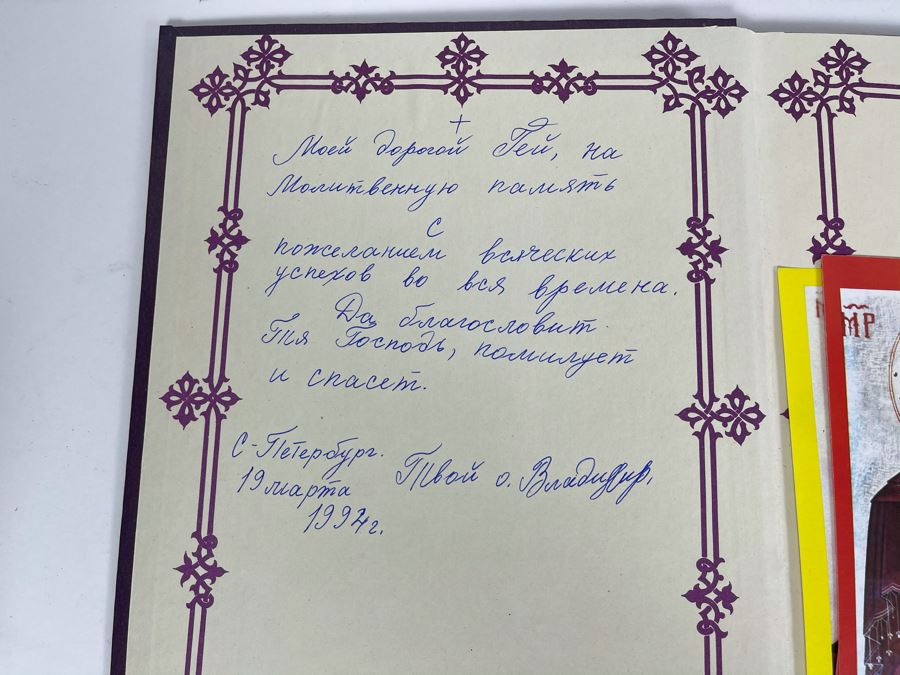 +
Моей дорогой Гей, на
Молитвенную память
с
пожеланием всяческих
успехов во вся времена.
Да благословит
Тя Господь, помилует
и спасет.
С-Петербург.
19 марта
1994г.
Твой о. Владимир.
МР